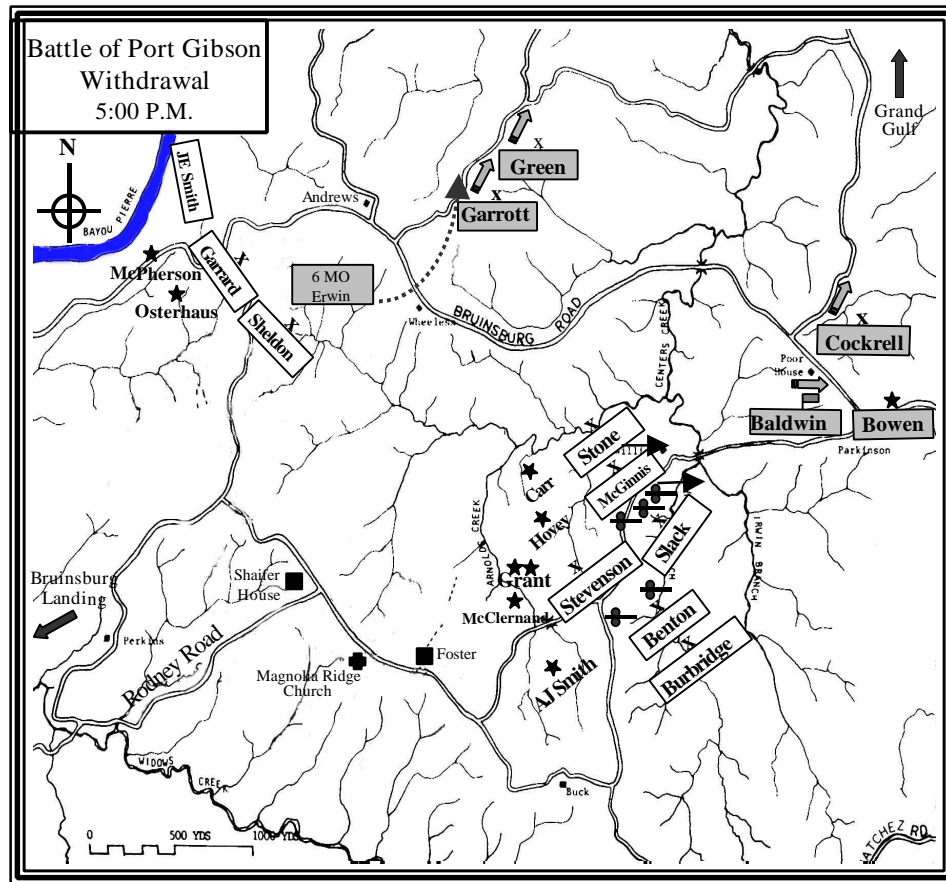 Battle of Port Gibson
Withdrawal
5:00 P.M.
Grand
Gulf
N
JE Smith
BAYOU PIERRE
x
Green
Andrews
x
Garrott
McPherson
Garrard
x
6 MO
Erwin
Osterhaus
Sheldon
x
Wheeless
BRUINSBURG
ROAD
CENTERS CREEK
x
Cockrell
Poor
House
Baldwin
Bowen
Parkinson
x
Stone
x
McGinnis
Carr
Hovey
ARNOLDS CREEK
x
Slack
IRWIN BRANCH
Grant
x
Stevenson
McClernand
x
Benton
x
Burbridge
AJ Smith
Bruinsburg
Landing
Shaifer
House
Perkins
Rodney Road
Magnolia Ridge
Church
Foster
WIDOWS
CREEK
Buck
0
500 YDS
1000 YDS
ATCHEZ RD